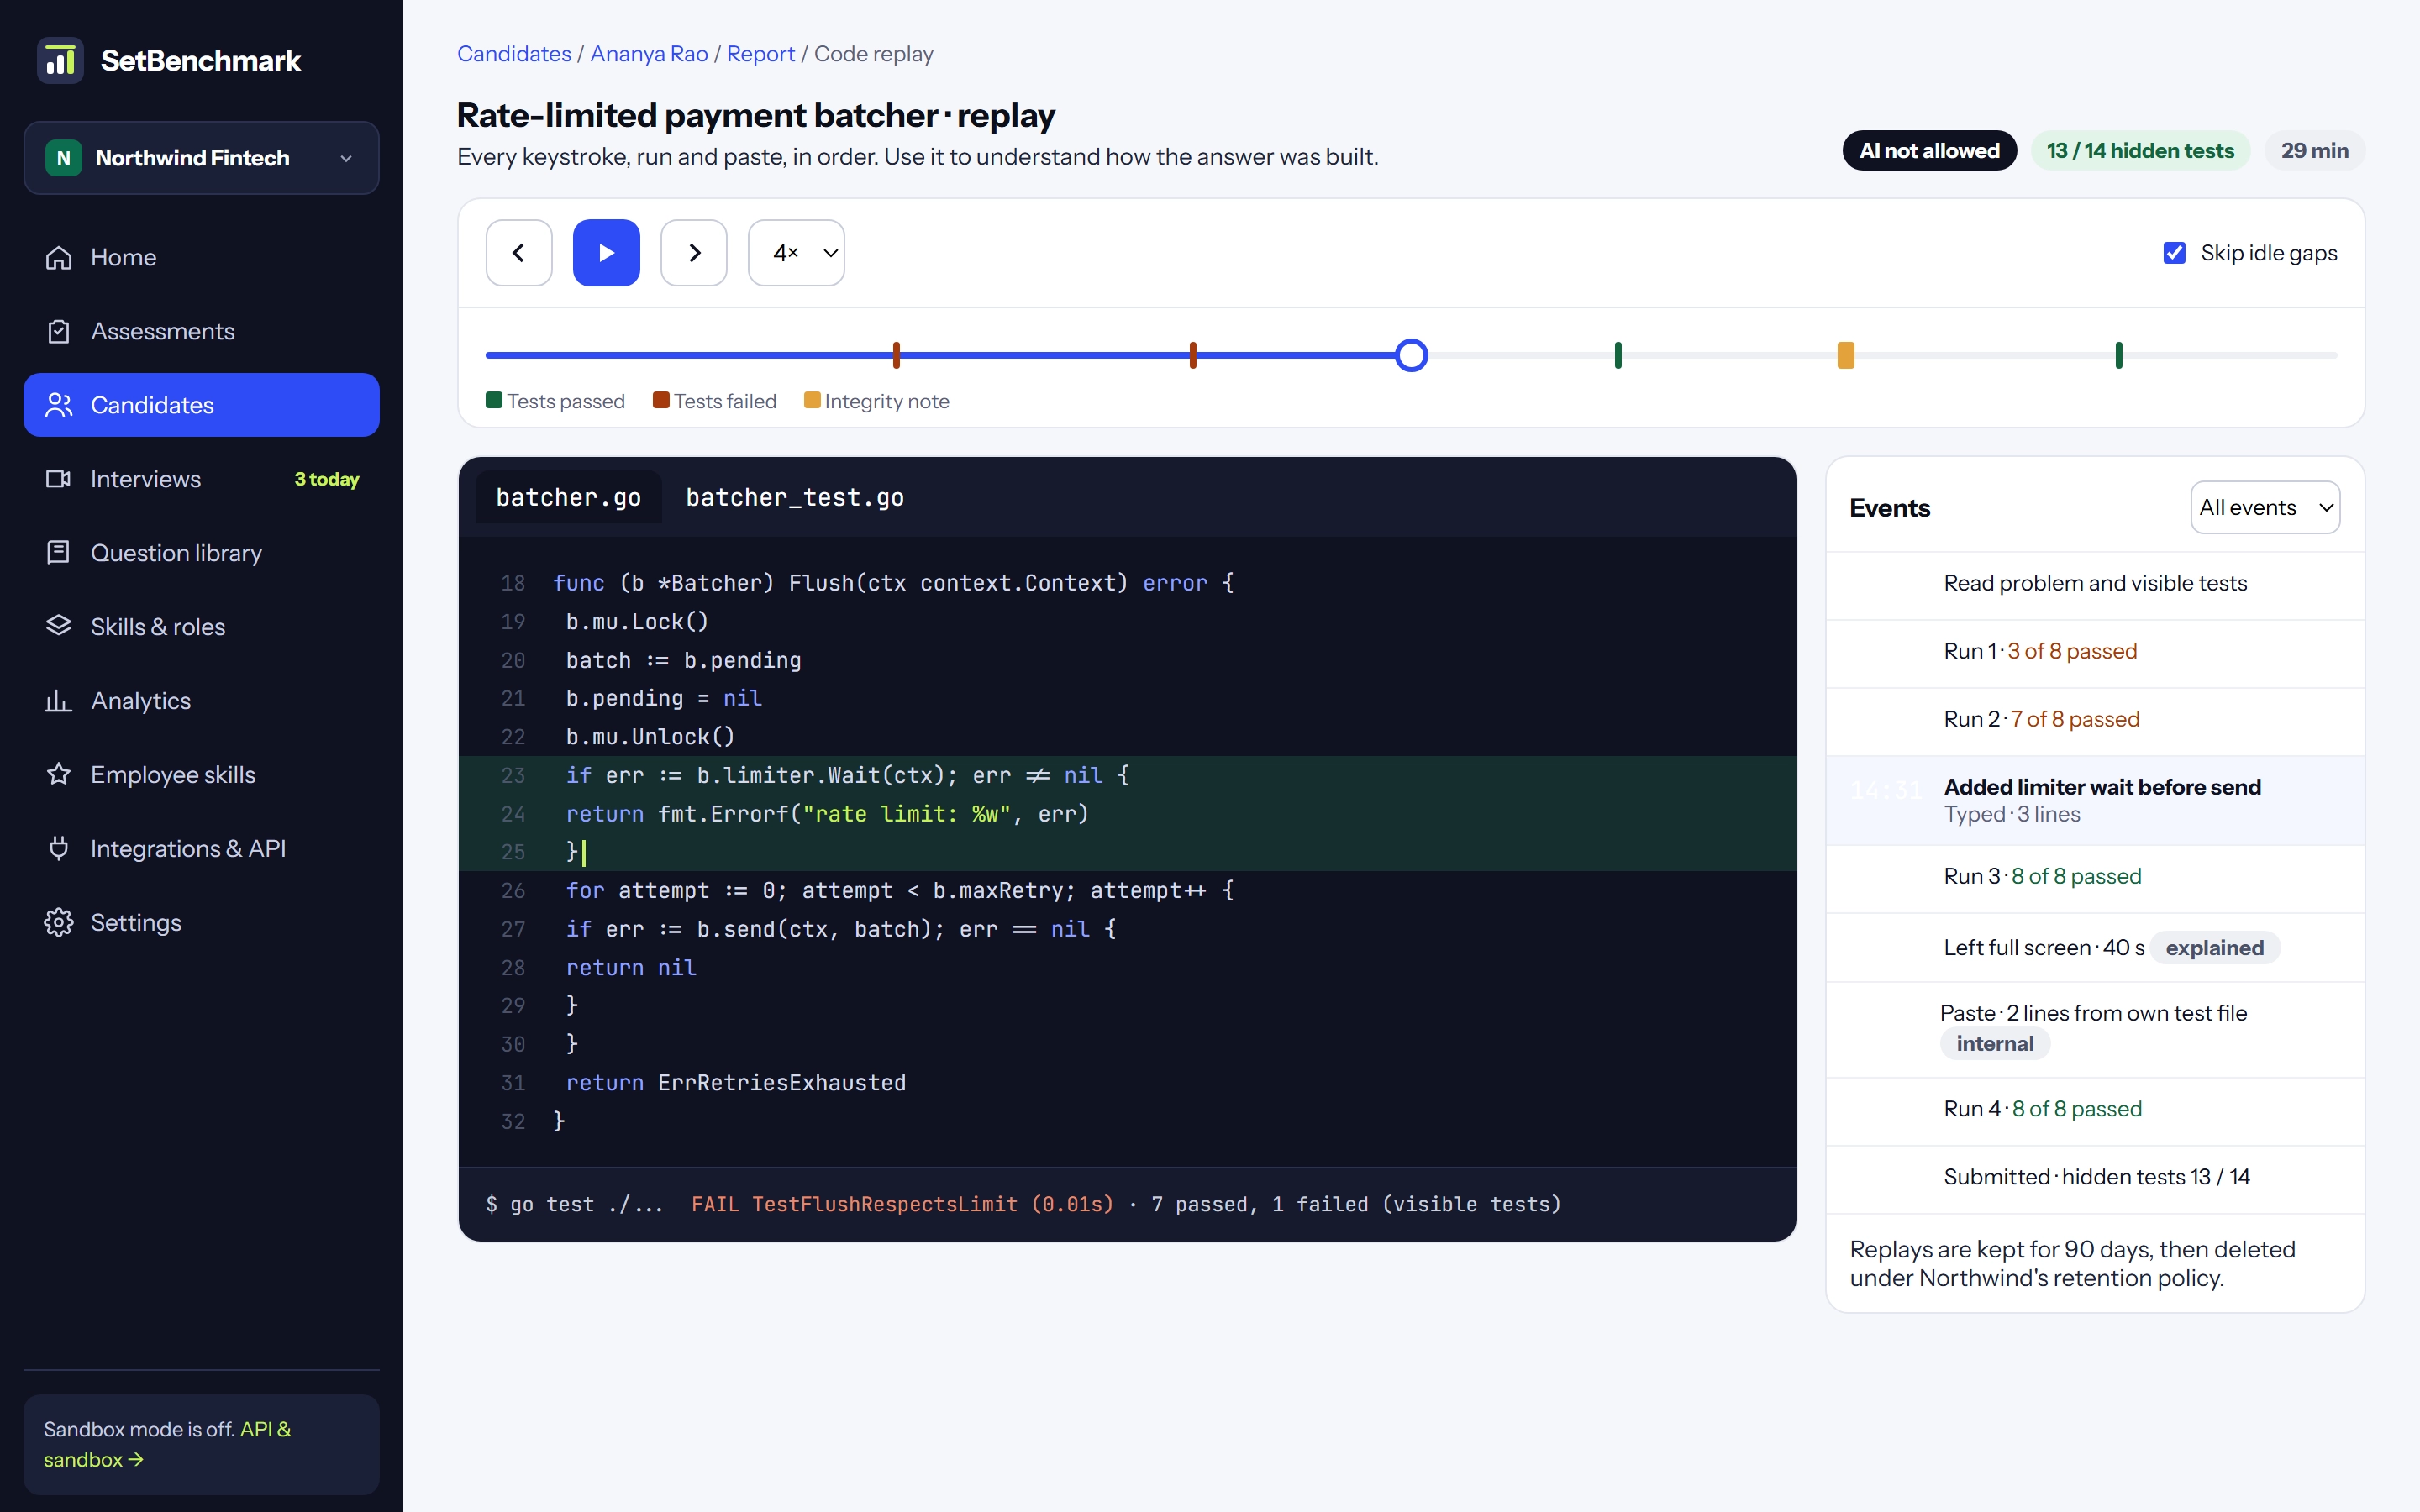 SetBenchmark
N Northwind Fintech
Home
Assessments
Candidates
Interviews 3 today
Question library
Skills & roles
Analytics
Employee skills
Integrations & API
Settings
Sandbox mode is off. API &
sandbox →
Candidates / Ananya Rao / Report / Code replay
Rate-limited payment batcher · replay
Every keystroke, run and paste, in order. Use it to understand how the answer was built.
AI not allowed 13 / 14 hidden tests 29 min
4× Skip idle gaps
Tests passed Tests failed Integrity note
batcher.go batcher_test.go
18 func (b *Batcher) Flush(ctx context.Context) error {
19 b.mu.Lock()
20 batch := b.pending
21 b.pending = nil
22 b.mu.Unlock()
23 if err := b.limiter.Wait(ctx); err != nil {
24 return fmt.Errorf("rate limit: %w", err)
25 }
26 for attempt := 0; attempt < b.maxRetry; attempt++ {
27 if err := b.send(ctx, batch); err == nil {
28 return nil
29 }
30 }
31 return ErrRetriesExhausted
32 }
$ go test ./... FAIL TestFlushRespectsLimit (0.01s) · 7 passed, 1 failed (visible tests)
Events All events
Read problem and visible tests
Run 1 · 3 of 8 passed
Run 2 · 7 of 8 passed
14:31 Added limiter wait before send
Typed · 3 lines
Run 3 · 8 of 8 passed
Left full screen · 40 s explained
Paste · 2 lines from own test file
internal
Run 4 · 8 of 8 passed
Submitted · hidden tests 13 / 14
Replays are kept for 90 days, then deleted
under Northwind's retention policy.